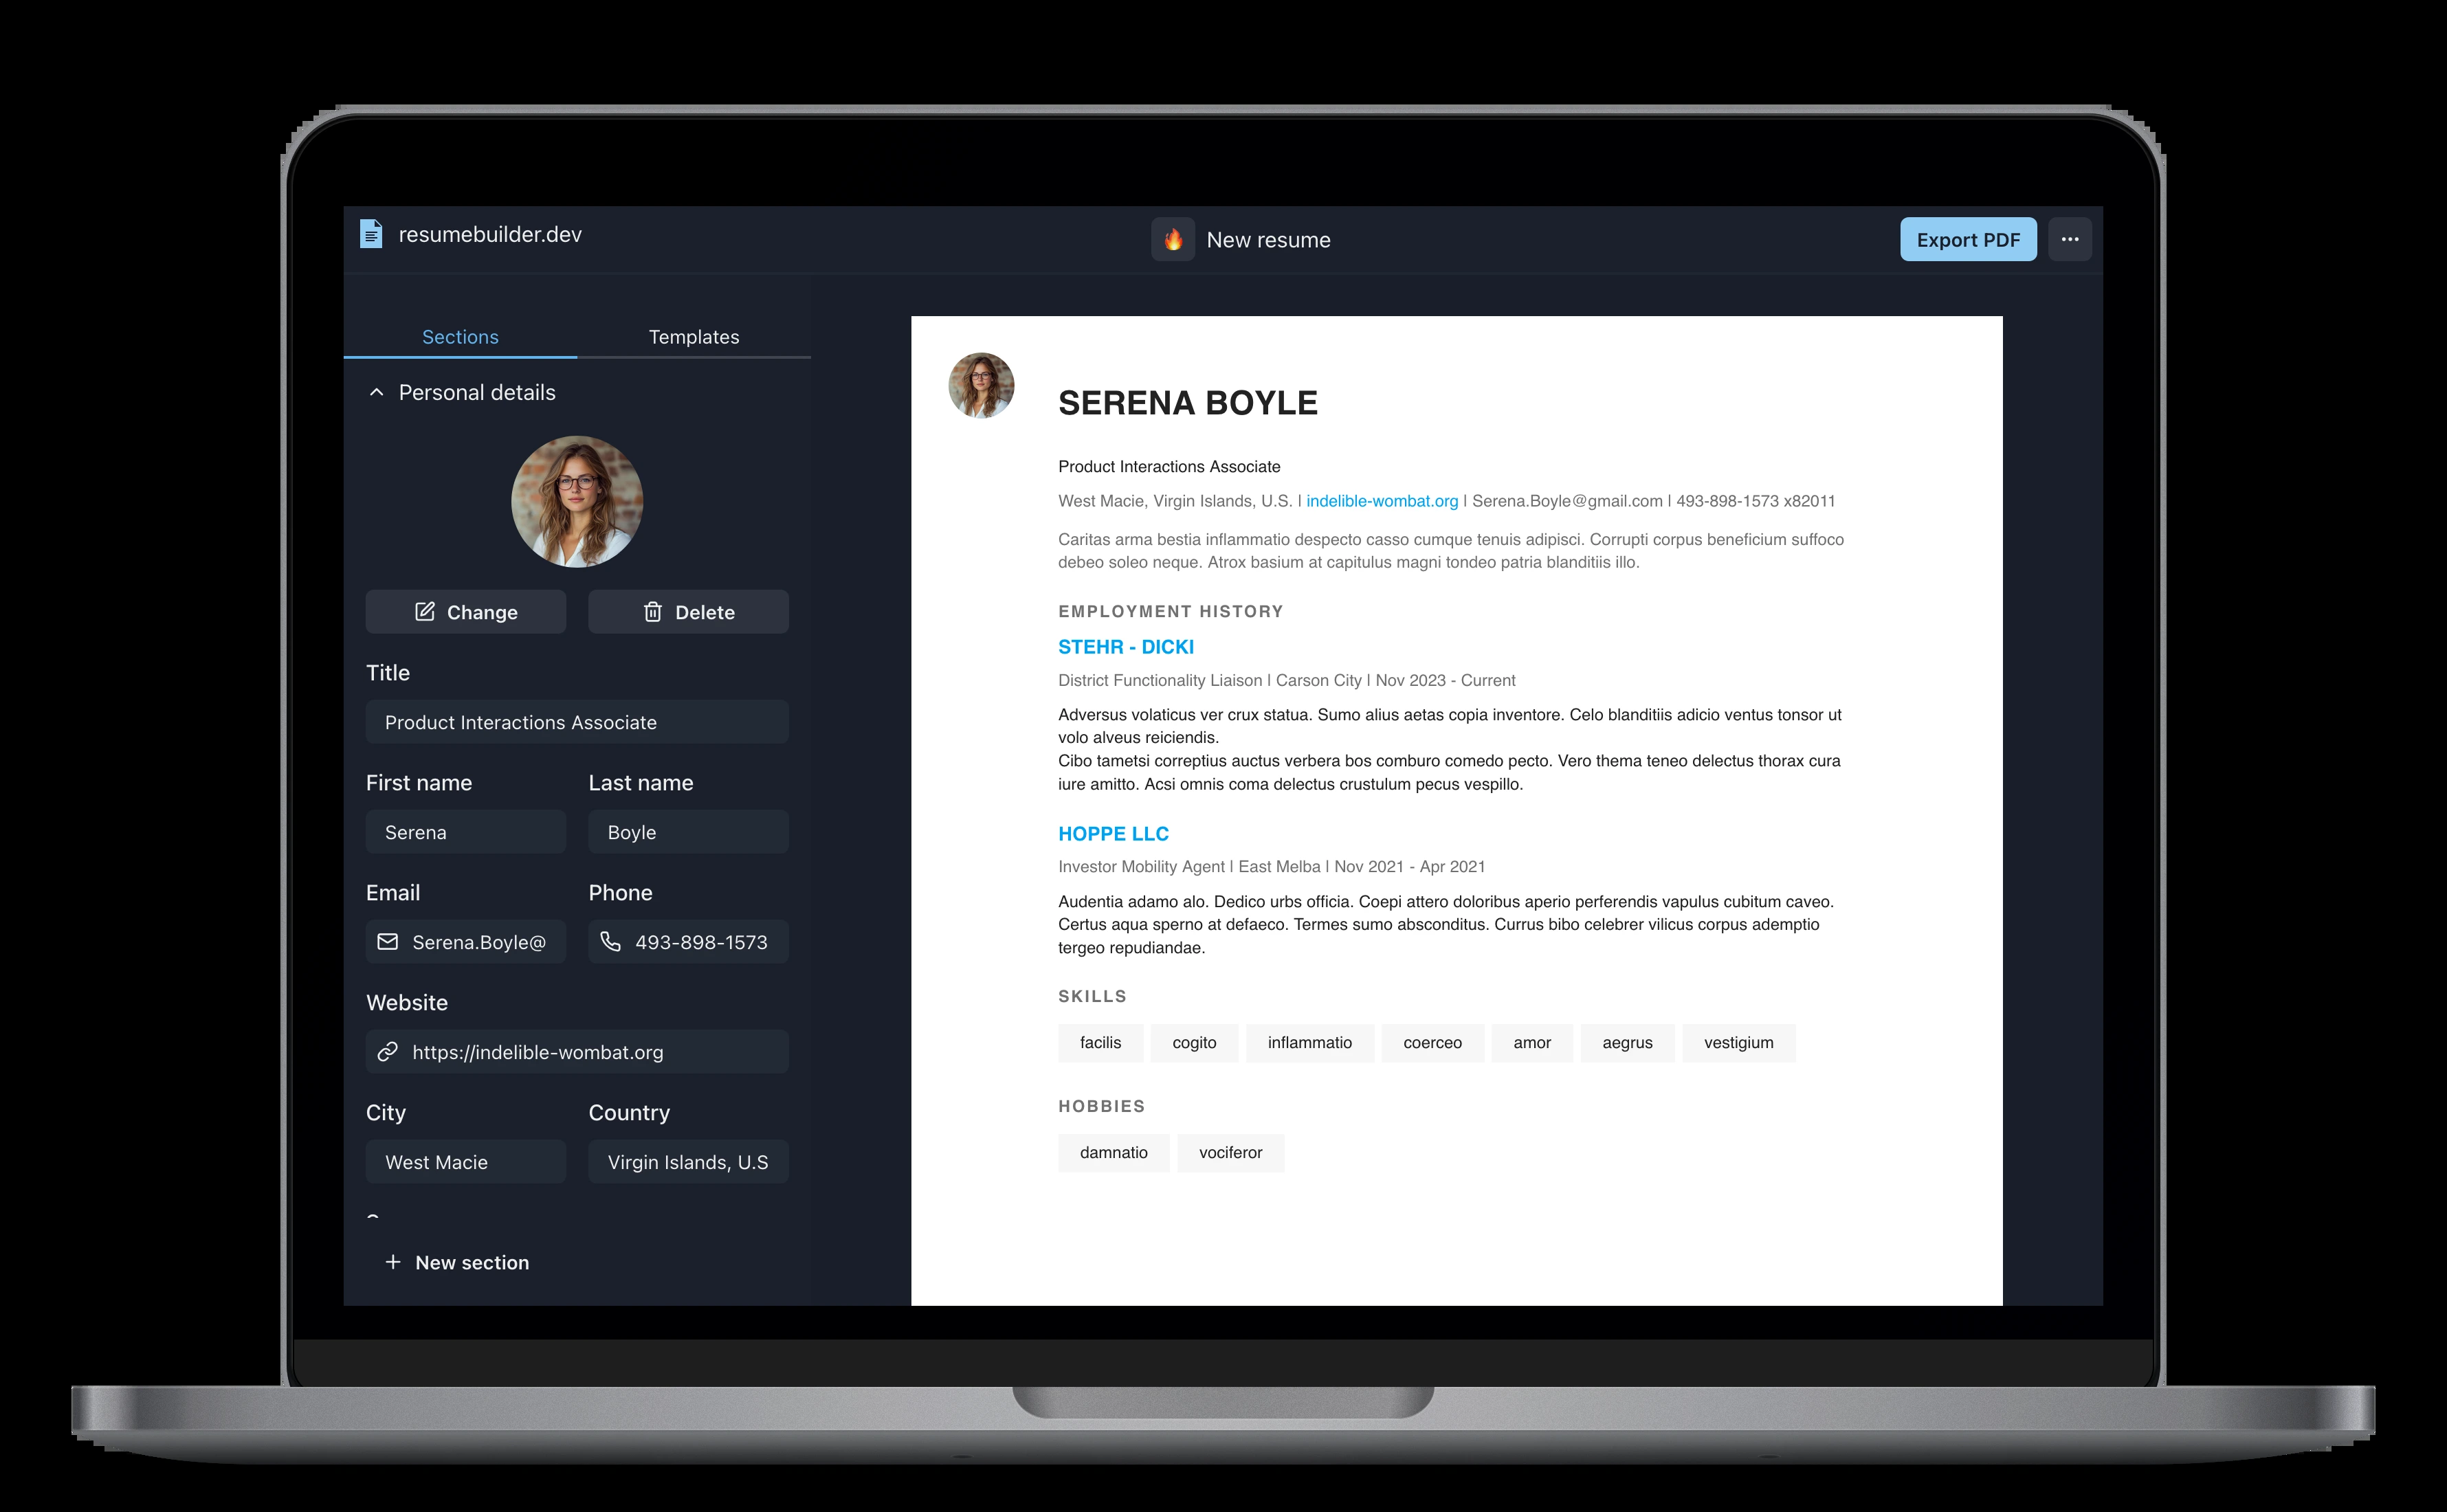 resumebuilder.dev
New resume
Export PDF
Sections
Templates
Personal details
Change
Delete
Title
Product Interactions Associate
First name
Last name
Serena
Boyle
Email
Phone
Serena.Boyle@
493-898-1573
Website
https://indelible-wombat.org
City
Country
West Macie
Virgin Islands, U.S
New section
SERENA BOYLE
Product Interactions Associate
West Macie, Virgin Islands, U.S. | indelible-wombat.org | Serena.Boyle@gmail.com | 493-898-1573 x82011
Caritas arma bestia inflammatio despecto casso cumque tenuis adipisci. Corrupti corpus beneficium suffoco
debeo soleo neque. Atrox basium at capitulus magni tondeo patria blanditiis illo.
EMPLOYMENT HISTORY
STEHR - DICKI
District Functionality Liaison | Carson City | Nov 2023 - Current
Adversus volaticus ver crux statua. Sumo alius aetas copia inventore. Celo blanditiis adicio ventus tonsor ut
volo alveus reiciendis.
Cibo tametsi correptius auctus verbera bos comburo comedo pecto. Vero thema teneo delectus thorax cura
iure amitto. Acsi omnis coma delectus crustulum pecus vespillo.
HOPPE LLC
Investor Mobility Agent | East Melba | Nov 2021 - Apr 2021
Audentia adamo alo. Dedico urbs officia. Coepi attero doloribus aperio perferendis vapulus cubitum caveo.
Certus aqua sperno at defaeco. Termes sumo absconditus. Currus bibo celebrer vilicus corpus ademptio
tergeo repudiandae.
SKILLS
facilis cogito inflammatio coerceo amor aegrus vestigium
HOBBIES
damnatio vociferor